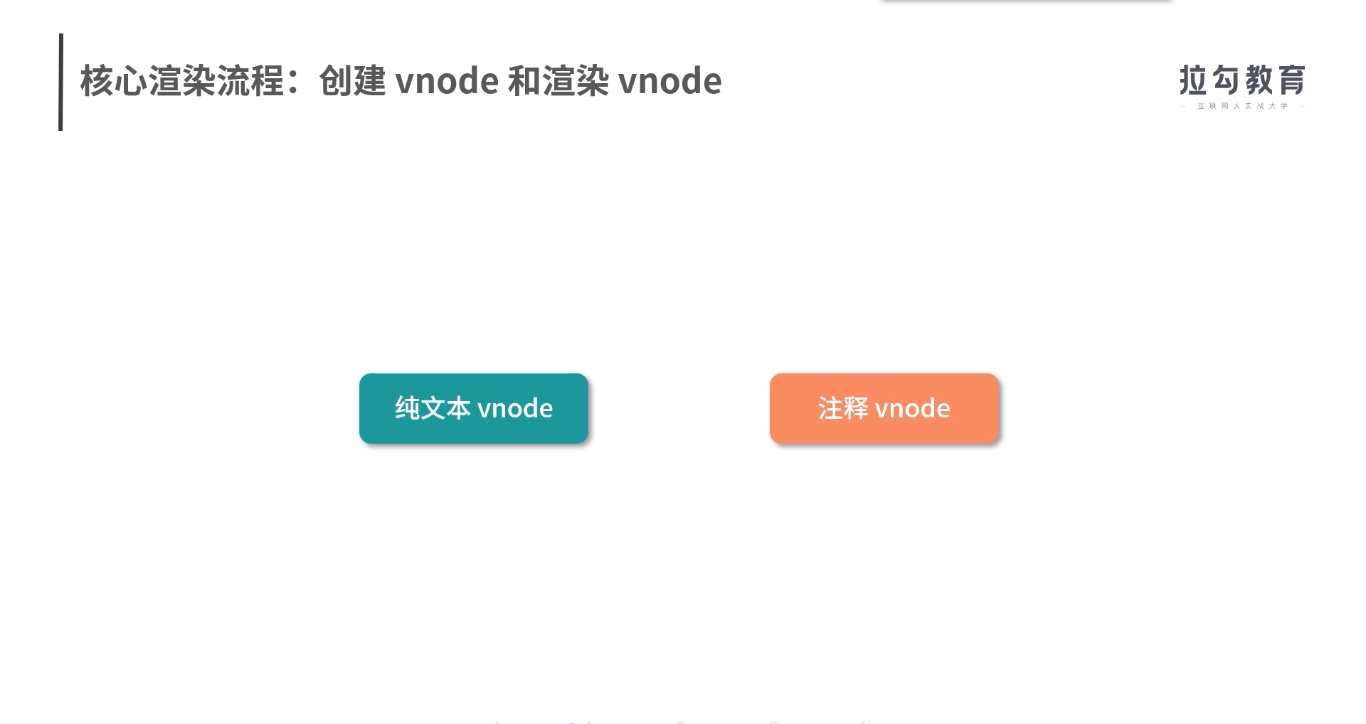 核心渲染流程：创建 vnode 和渲染 vnode
拉勾教育
— 互联网人实战大学 —
纯文本 vnode
注释 vnode